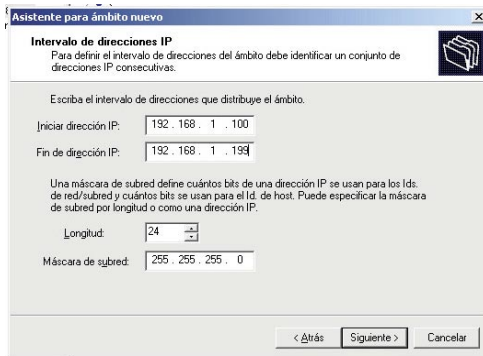 Asistente para ámbito nuevo
Intervalo de direcciones IP
Para definir el intervalo de direcciones del ámbito debe identificar un conjunto de
direcciones IP consecutivas.
Escriba el intervalo de direcciones que distribuye el ámbito.
Iniciar dirección IP: 192 . 168 . 1 . 100
Fin de dirección IP: 192 . 168 . 1 . 199
Una máscara de subred define cuántos bits de una dirección IP se usan para los Ids.
de red/subred y cuántos bits se usan para el Id. de host. Puede especificar la máscara
de subred por longitud o como una dirección IP.
Longitud: 24
Máscara de subred: 255 . 255 . 255 . 0
< Atrás Siguiente > Cancelar